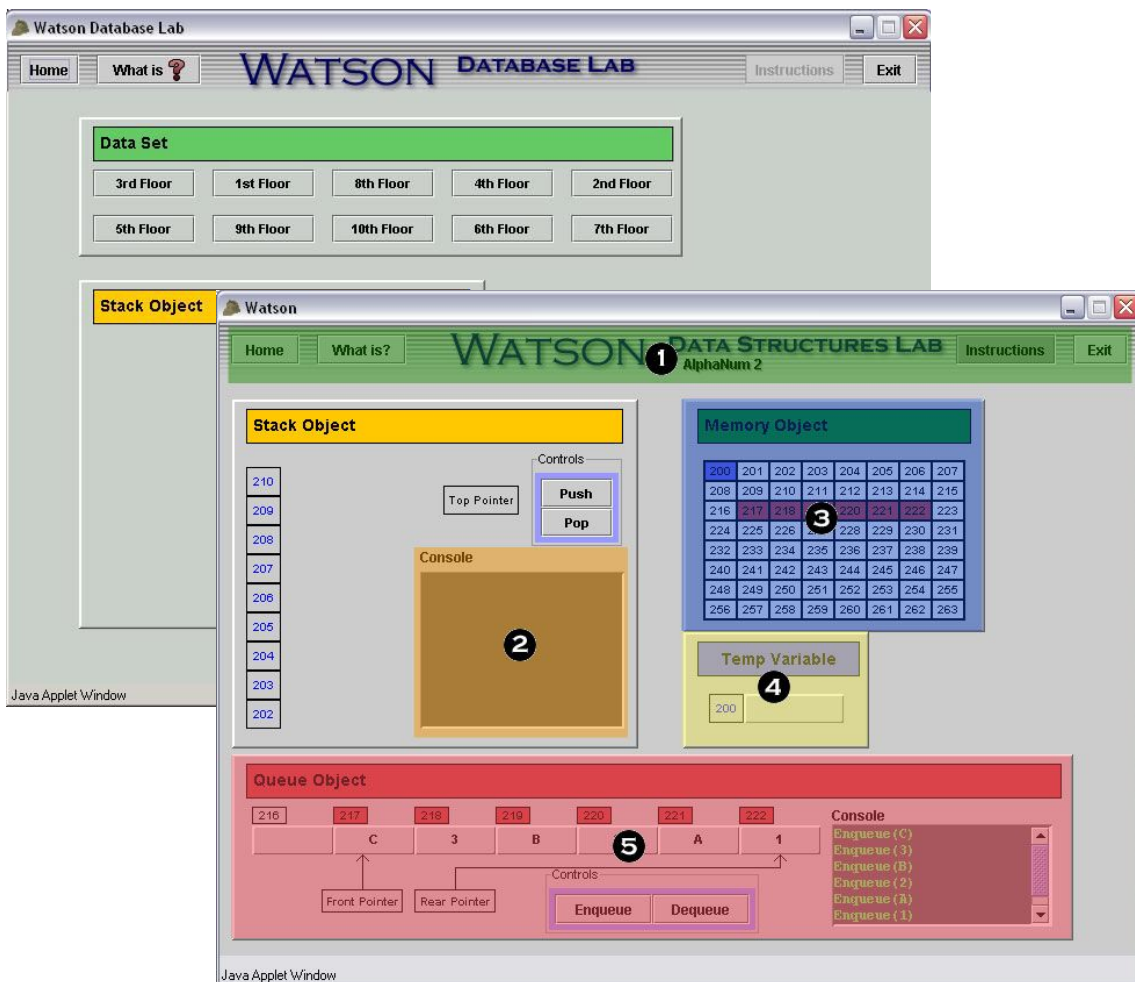 Watson Database Lab
Home What is ? WATSON DATABASE LAB Instructions Exit
Data Set
3rd Floor 1st Floor 8th Floor 4th Floor 2nd Floor
5th Floor 9th Floor 10th Floor 6th Floor 7th Floor
Stack Object
Java Applet Window
Watson
Home What is? WATSON DATA STRUCTURES LAB Instructions Exit
1
AlphaNum 2
Stack Object
210
209
208
207
206
205
204
203
202
Top Pointer
Controls
Push
Pop
Console
2
Memory Object
200 201 202 203 204 205 206 207
208 209 210 211 212 213 214 215
216 217 218 220 221 222 223
224 225 226 228 229 230 231
232 233 234 235 236 237 238 239
240 241 242 243 244 245 246 247
248 249 250 251 252 253 254 255
256 257 258 259 260 261 262 263
3
Temp Variable
4
200
Queue Object
216 217 218 219 220 221 222
C 3 B A 1
5
Front Pointer Rear Pointer
Controls
Enqueue Dequeue
Console
Enqueue(C)
Enqueue(3)
Enqueue(B)
Enqueue(2)
Enqueue(A)
Enqueue(1)
Java Applet Window